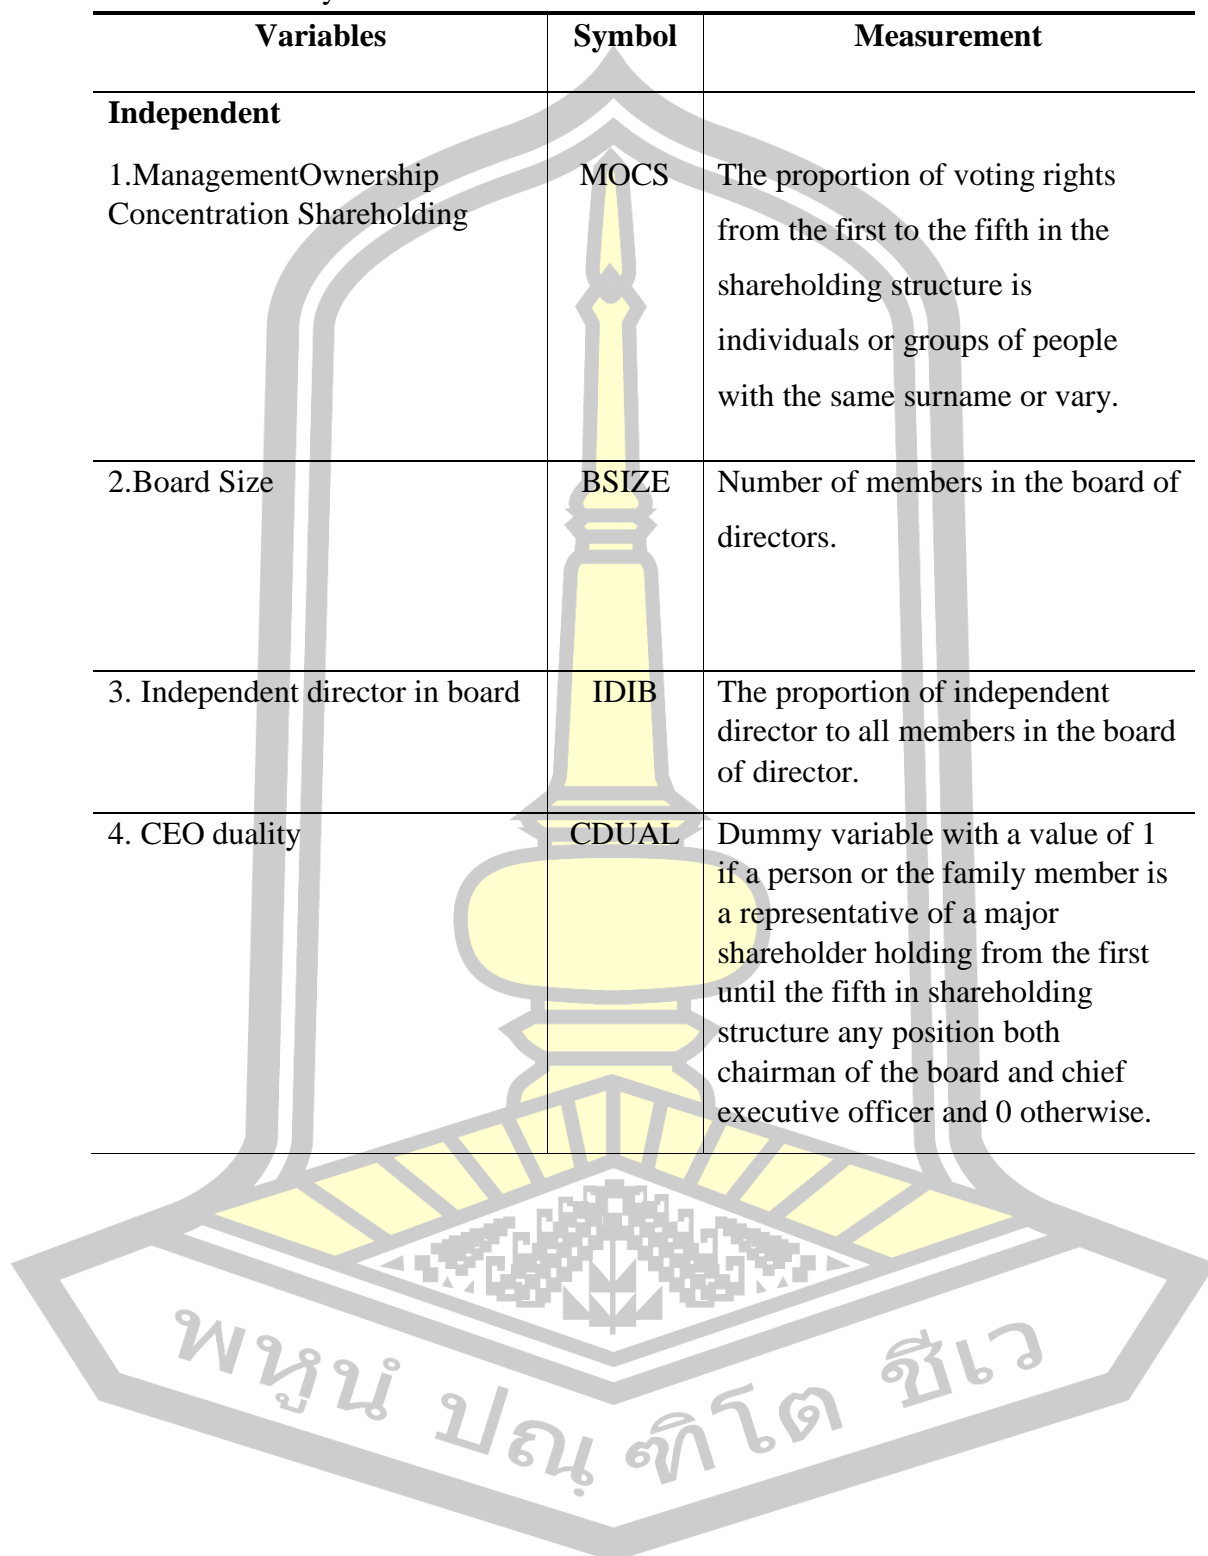 Variables Symbol Measurement
Independent
1.ManagementOwnership MOCS The proportion of voting rights
Concentration Shareholding
from the first to the fifth in the
shareholding structure is
individuals or groups of people
with the same surname or vary.
2.Board Size BSIZE Number of members in the board of
directors.
3. Independent director in board IDIB The proportion of independent
director to all members in the board
of director.
4. CEO duality CDUAL Dummy variable with a value of 1
if a person or the family member is
a representative of a major
shareholder holding from the first
until the fifth in shareholding
structure any position both
chairman of the board and chief
executive officer and 0 otherwise.
พหูนํ ปณฺฑิโต ชีเว